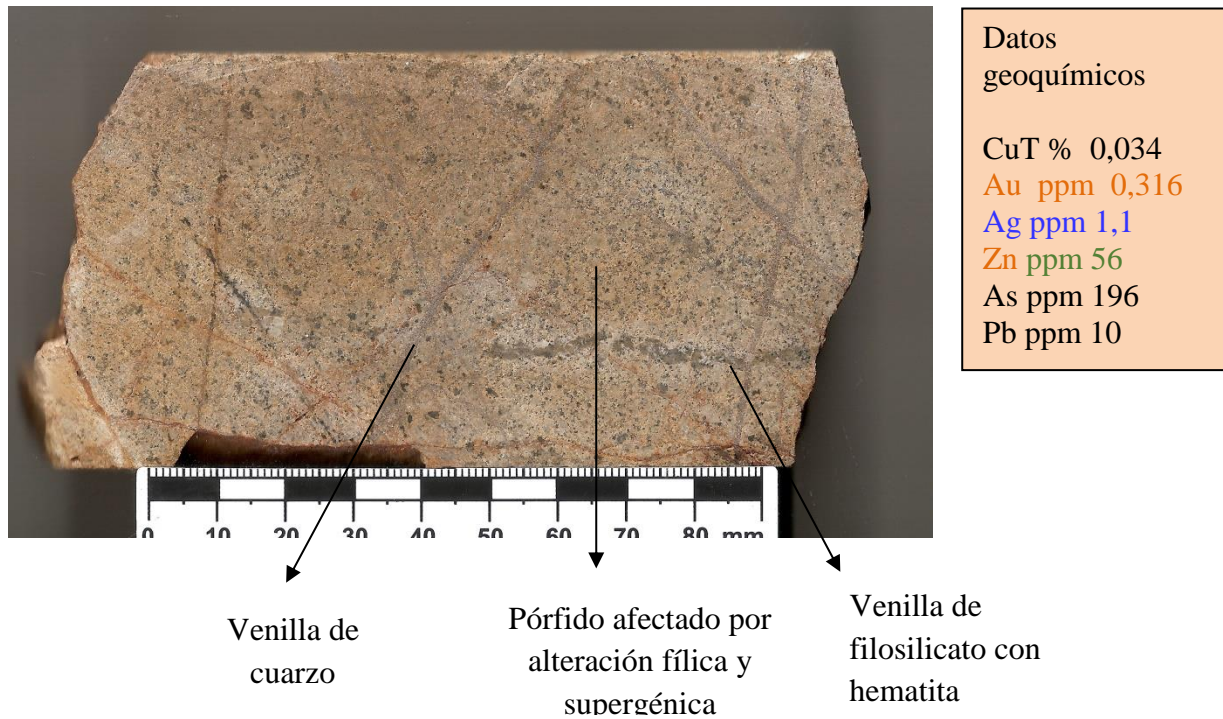 Datos
geoquímicos
CuT % 0,034
Au ppm 0,316
Ag ppm 1,1
Zn ppm 56
As ppm 196
Pb ppm 10
0 10 20 30 40 50 60 70 80 mm
Venilla de
cuarzo
Pórfido afectado por
alteración fílica y
supergénica
Venilla de
filosilicato con
hematita